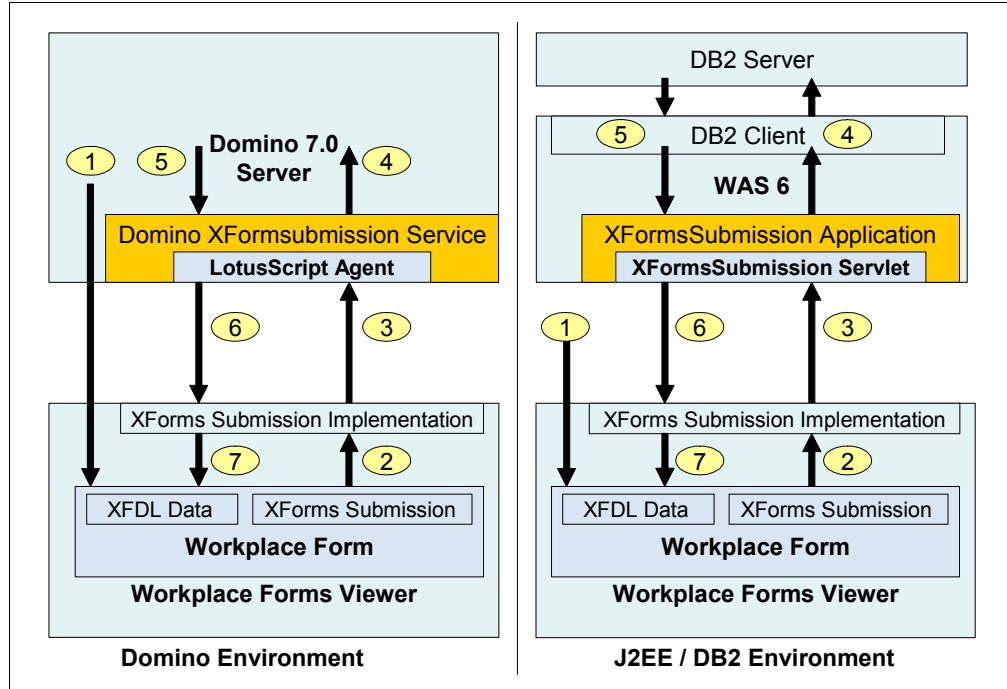 Domino 7.0
Server
1
5
4
Domino XFormsubmission Service
LotusScript Agent
6
3
XForms Submission Implementation
7
2
XFDL Data
XForms Submission
Workplace Form
Workplace Forms Viewer
Domino Environment
DB2 Server
5
DB2 Client
4
WAS 6
XFormsSubmission Application
XFormsSubmission Servlet
1
6
3
XForms Submission Implementation
7
2
XFDL Data
XForms Submission
Workplace Form
Workplace Forms Viewer
J2EE / DB2 Environment